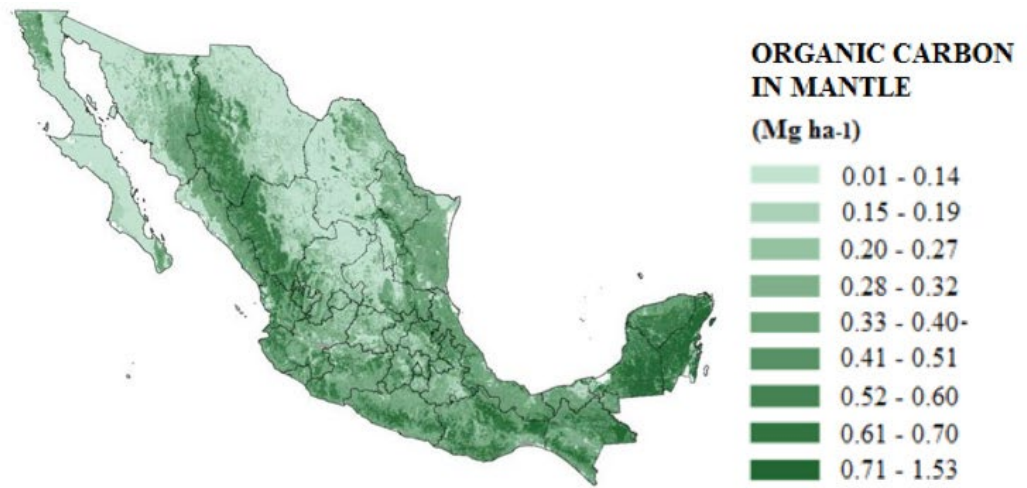 ORGANIC CARBON
IN MANTLE
(Mg ha-1)
0.01 - 0.14
0.15 - 0.19
0.20 - 0.27
0.28 - 0.32
0.33 - 0.40-
0.41 - 0.51
0.52 - 0.60
0.61 - 0.70
0.71 - 1.53